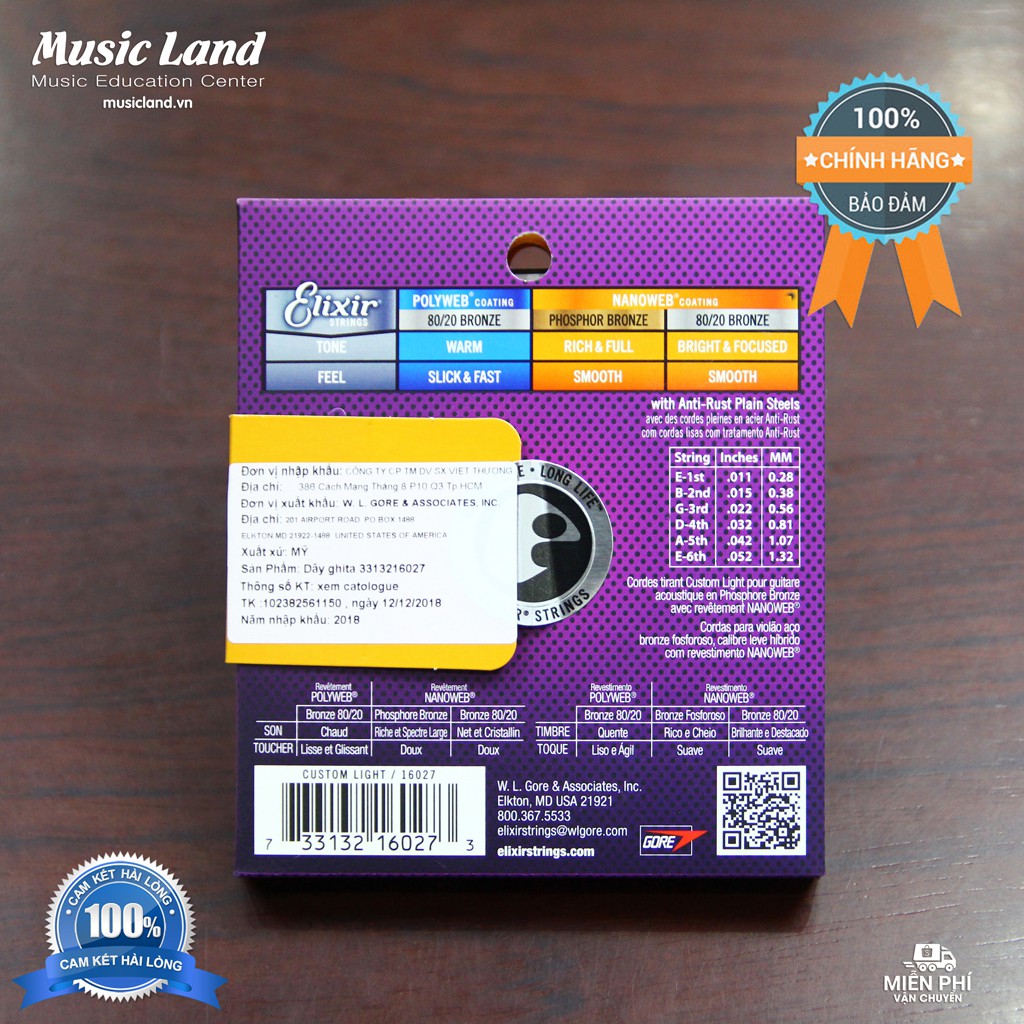 Music Land
Music Education Center
musicland.vn
100%
CHÍNH HÃNG
BẢO ĐẢM
Elixir
STRINGS
POLYWEB® COATING
NANOWEB® COATING
80/20 BRONZE
PHOSPHOR BRONZE
80/20 BRONZE
TONE
WARM
RICH & FULL
BRIGHT & FOCUSED
FEEL
SLICK & FAST
SMOOTH
SMOOTH
with Anti-Rust Plain Steels
avec des cordes pleines en acier Anti-Rust
com cordas lisas com tratamento Anti-Rust
String Inches MM
E-1st .011 0.28
B-2nd .015 0.38
G-3rd .022 0.56
D-4th .032 0.81
A-5th .042 1.07
E-6th .052 1.32
Đơn vị nhập khẩu: CÔNG TY CP TM DV SX VIỆT THƯƠNG
Địa chỉ: 388 Cách Mạng Tháng 8 P10 Q3 Tp HCM
Đơn vị xuất khẩu: W. L. GORE & ASSOCIATES, INC.
Địa chỉ: 201 AIRPORT ROAD PO BOX 1488
ELKTON MD 21922-1488 UNITED STATES OF AMERICA
Xuất xứ: MỸ
Sản Phẩm: Dây ghita 3313216027
Thông số KT: xem catologue
TK :102382561150 , ngày 12/12/2018
Năm nhập khẩu: 2018
E • LONG LIFE
R® STRINGS
Cordes tirant Custom Light pour guitare
acoustique en Phosphore Bronze
avec revêtement NANOWEB®
Cordas para violão aço
bronze fosforoso, calibre leve híbrido
com revestimento NANOWEB®
Revêtement POLYWEB®
Revêtement NANOWEB®
Bronze 80/20 Phosphore Bronze Bronze 80/20
SON Chaud Riche et Spectre Large Net et Cristallin
TOUCHER Lisse et Glissant Doux Doux
Revestimento POLYWEB®
Revestimento NANOWEB®
Bronze 80/20 Bronze Fosforoso Bronze 80/20
TIMBRE Quente Rico e Cheio Brilhante e Destacado
TOQUE Liso e Ágil Suave Suave
CUSTOM LIGHT / 16027
7 33132 16027 3
W. L. Gore & Associates, Inc.
Elkton, MD USA 21921
800.367.5533
elixirstrings@wlgore.com
elixirstrings.com
GORE
CAM KẾT HÀI LÒNG
100%
CAM KẾT HÀI LÒNG
MIỄN PHÍ
VẬN CHUYỂN